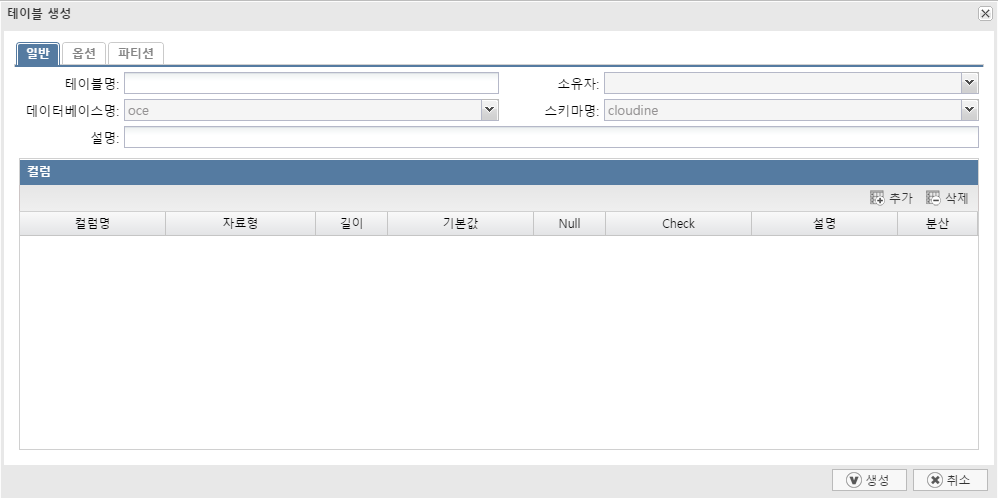 테이블 생성
일반 옵션 파티션
테이블명: 소유자:
데이터베이스명: oce 스키마명: cloudine
설명:
컬럼
추가 삭제
컬럼명 자료형 길이 기본값 Null Check 설명 분산
생성 취소